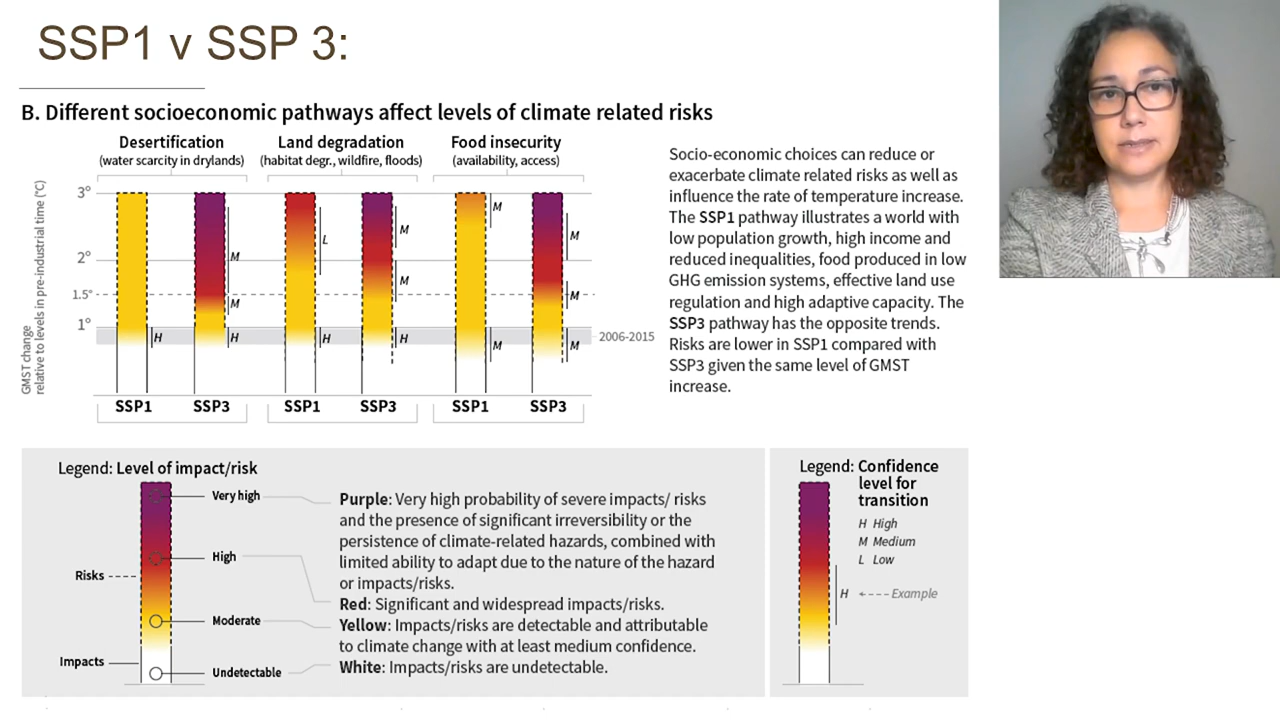 SSP1 v SSP 3:
B. Different socioeconomic pathways affect levels of climate related risks
Desertification
(water scarcity in drylands)
Land degradation
(habitat degr., wildfire, floods)
Food insecurity
(availability, access)
GMST change
relative to levels in pre-industrial time (°C)
3°
2°
1.5°
1°
M
M
H
H
L
H
M
M
H
M
M
M
M
M
2006-2015
SSP1
SSP3
SSP1
SSP3
SSP1
SSP3
Socio-economic choices can reduce or
exacerbate climate related risks as well as
influence the rate of temperature increase.
The SSP1 pathway illustrates a world with
low population growth, high income and
reduced inequalities, food produced in low
GHG emission systems, effective land use
regulation and high adaptive capacity. The
SSP3 pathway has the opposite trends.
Risks are lower in SSP1 compared with
SSP3 given the same level of GMST
increase.
Legend: Level of impact/risk
Very high
High
Moderate
Undetectable
Risks
Impacts
Purple: Very high probability of severe impacts/ risks
and the presence of significant irreversibility or the
persistence of climate-related hazards, combined with
limited ability to adapt due to the nature of the hazard
or impacts/risks.
Red: Significant and widespread impacts/risks.
Yellow: Impacts/risks are detectable and attributable
to climate change with at least medium confidence.
White: Impacts/risks are undetectable.
Legend: Confidence
level for
transition
H High
M Medium
L Low
H
Example